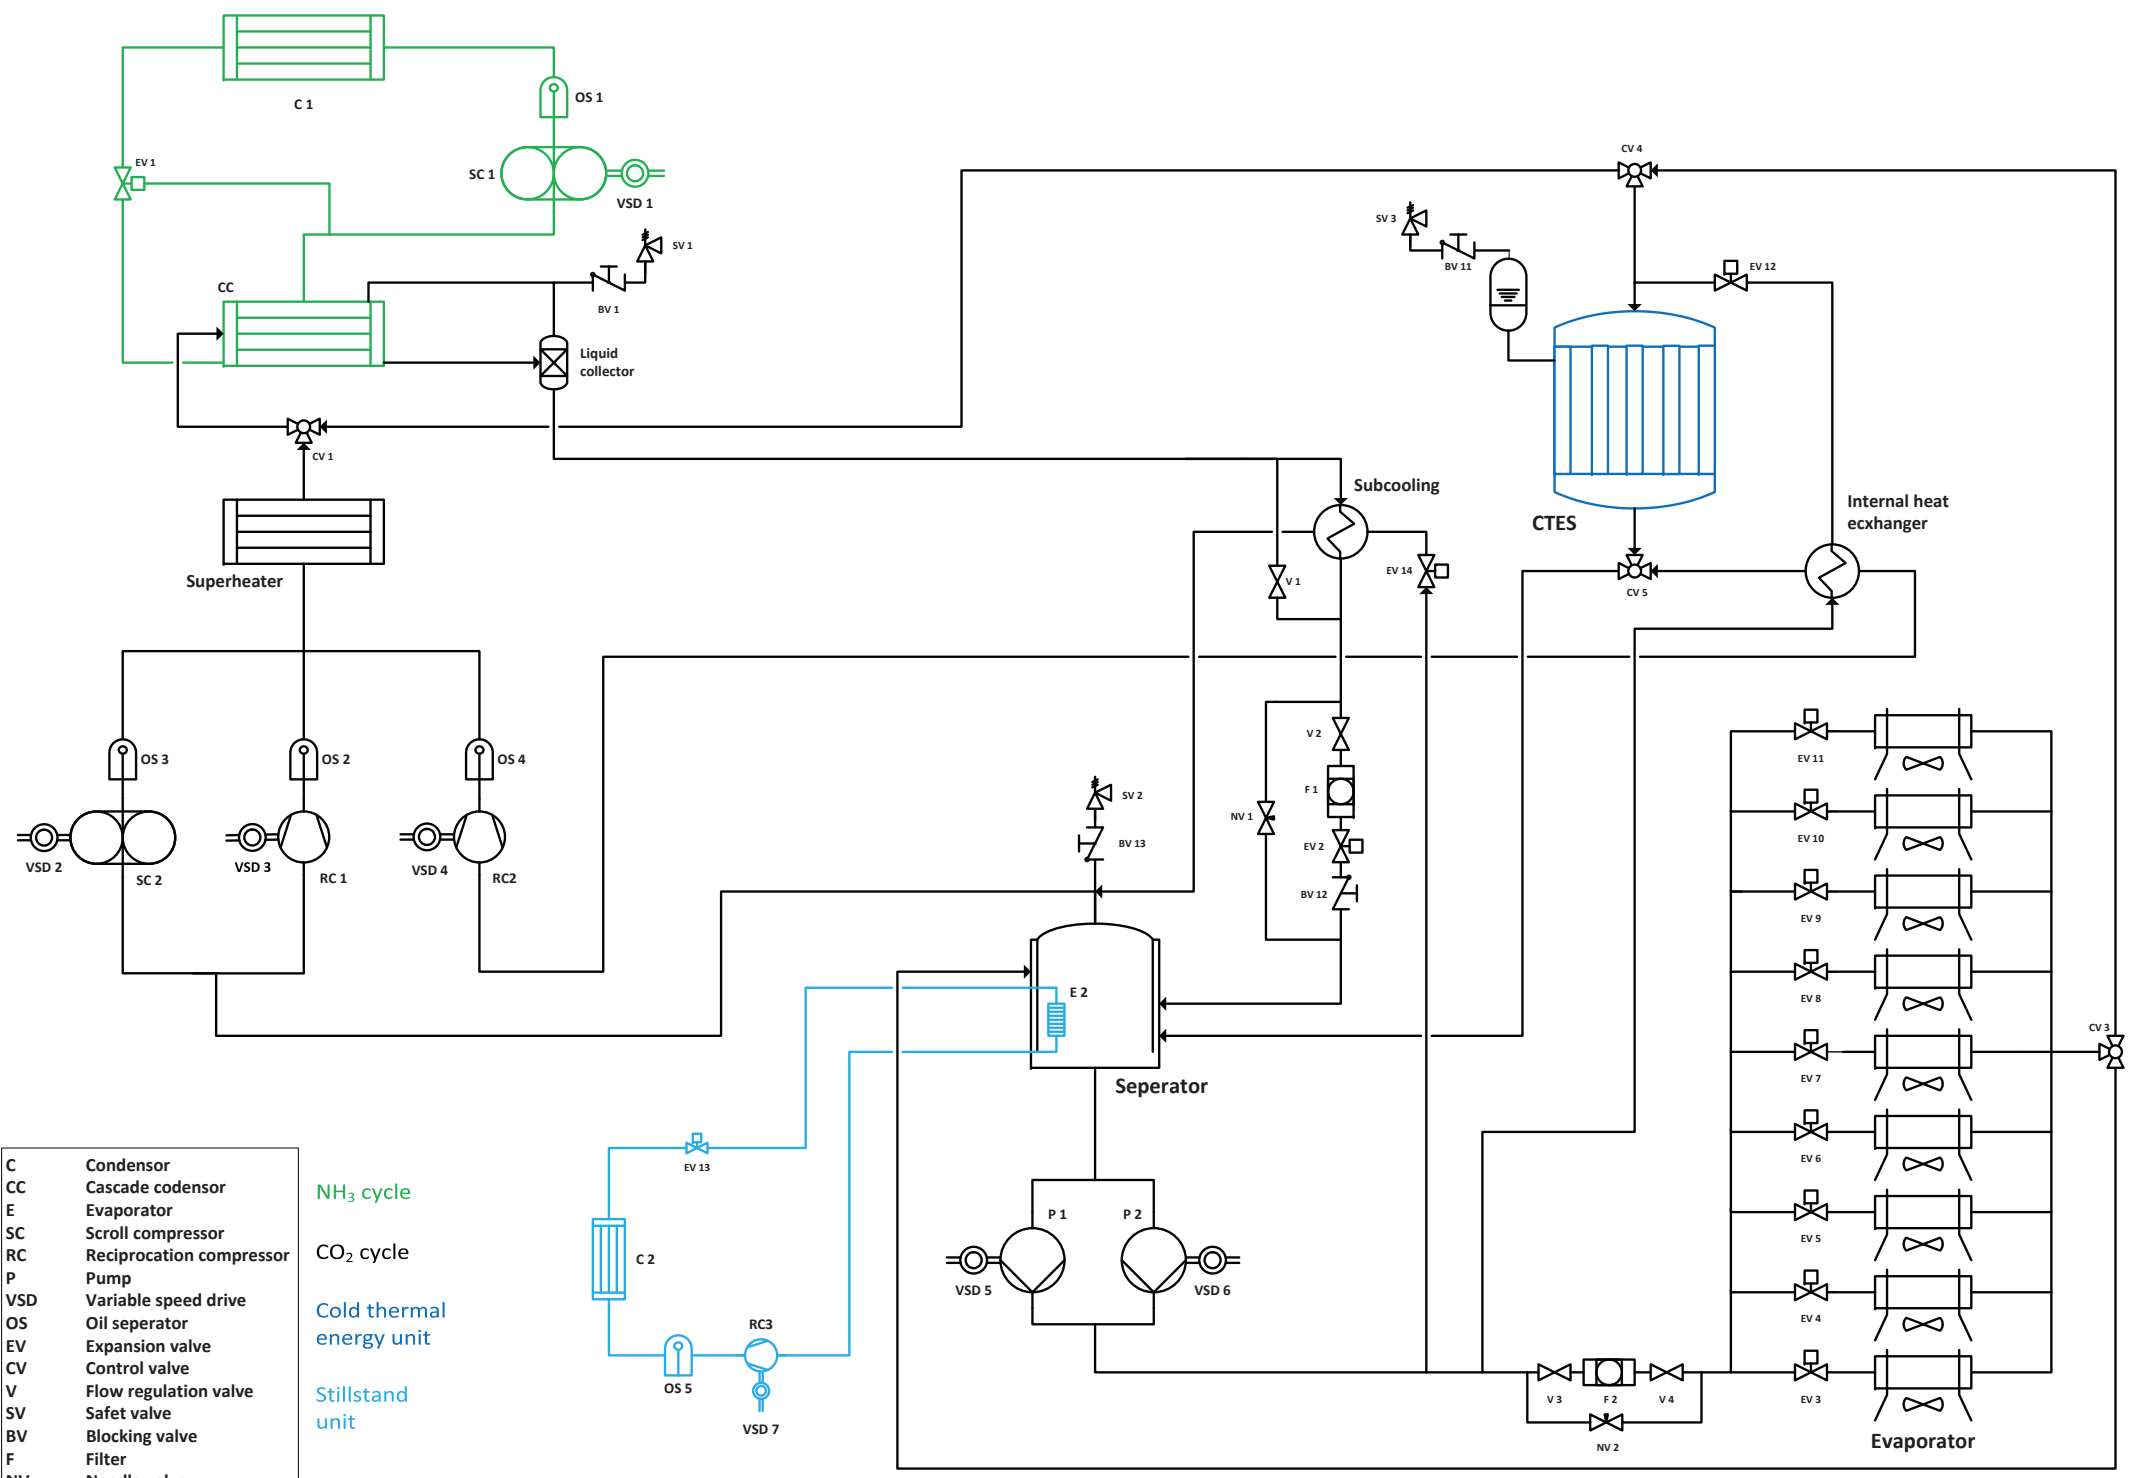 C 1
OS 1
EV 1
SC 1
VSD 1
CV 4
SV 3
SV 1
BV 11
EV 12
CC
BV 1
Liquid
collector
CV 1
Subcooling
Internal heat
ecxhanger
CTES
Superheater
V 1
EV 14
CV 5
OS 3
OS 2
OS 4
V 2
EV 11
F 1
SV 2
NV 1
EV 10
BV 13
EV 2
VSD 2
VSD 3
VSD 4
SC 2
RC 1
RC2
BV 12
EV 9
E 2
EV 8
CV 3
EV 7
Seperator
EV 6
EV 13
P 1
P 2
EV 5
C 2
VSD 5
VSD 6
EV 4
RC3
OS 5
V 3
F 2
V 4
EV 3
VSD 7
NV 2
Evaporator
C Condensor
CC Cascade codensor
E Evaporator
SC Scroll compressor
RC Reciprocation compressor
P Pump
VSD Variable speed drive
OS Oil seperator
EV Expansion valve
CV Control valve
V Flow regulation valve
SV Safet valve
BV Blocking valve
F Filter
NH₃ cycle
CO₂ cycle
Cold thermal
energy unit
Stillstand
unit